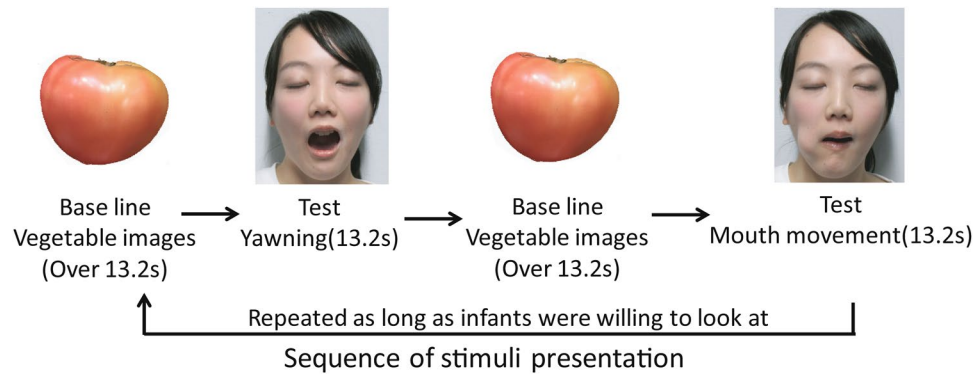 Base line
Vegetable images
(Over 13.2s)
Test
Yawning(13.2s)
Base line
Vegetable images
(Over 13.2s)
Test
Mouth movement(13.2s)
Repeated as long as infants were willing to look at
Sequence of stimuli presentation